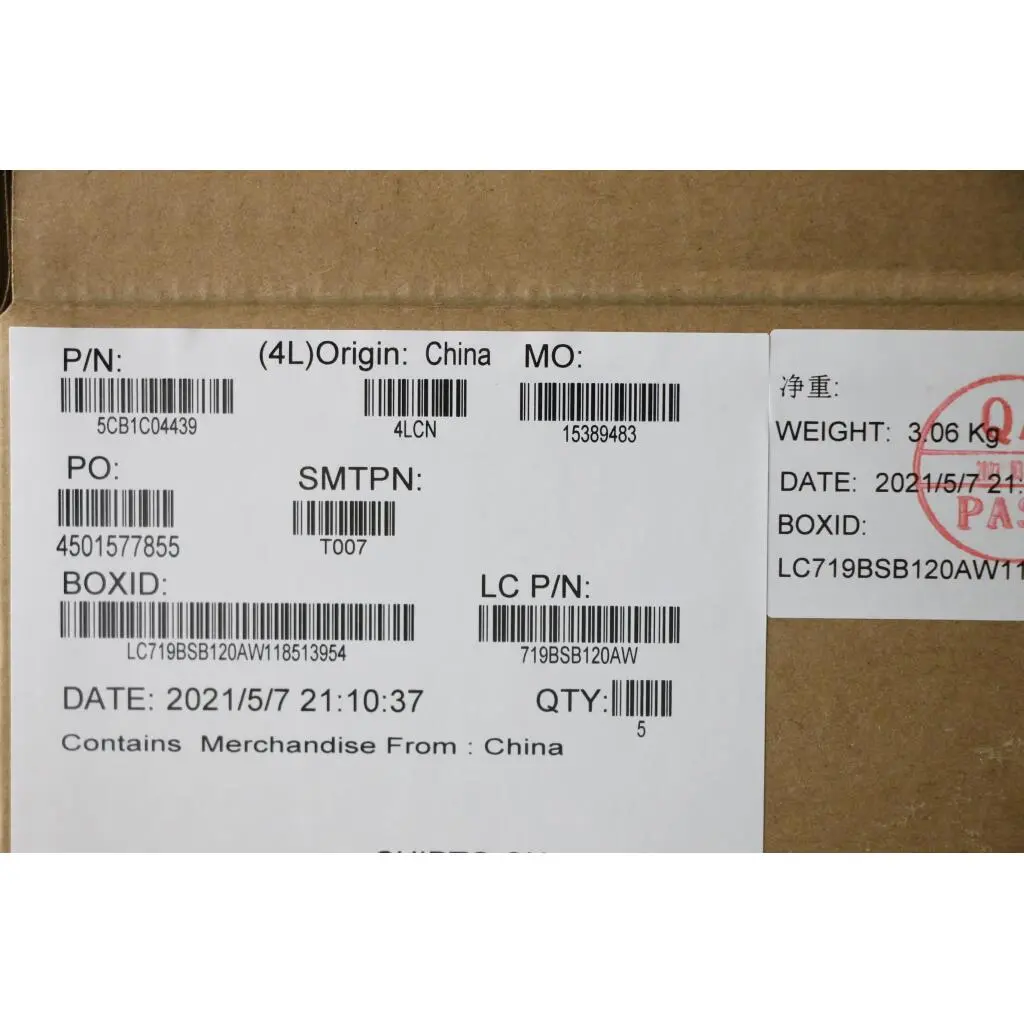 P/N: (4L)Origin: China MO:
5CB1C04439 4LCN 15389483
PO: SMTPN:
4501577855 T007
BOXID: LC P/N:
LC719BSB120AW118513954 719BSB120AW
DATE: 2021/5/7 21:10:37 QTY:
5
Contains Merchandise From : China
净重:
WEIGHT: 3.06 Kg
DATE: 2021/5/7 21:
BOXID:
LC719BSB120AW11